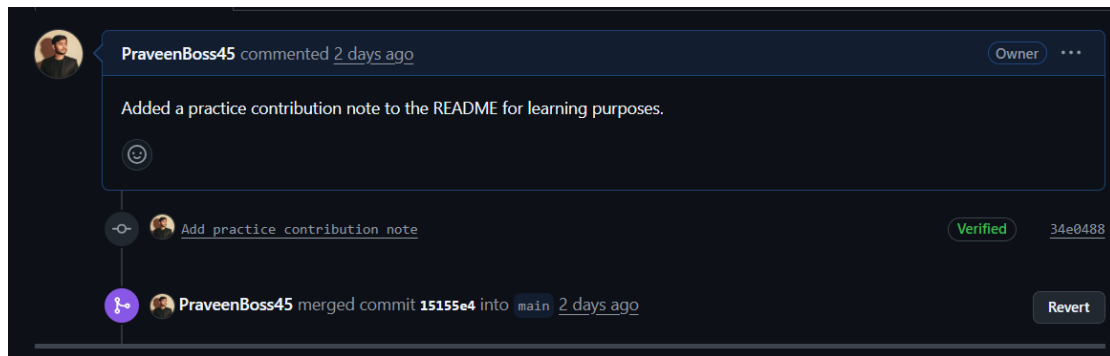 PraveenBoss45 commented 2 days ago Owner
Added a practice contribution note to the README for learning purposes.
Add practice contribution note Verified 34e0488
PraveenBoss45 merged commit 15155e4 into main 2 days ago Revert